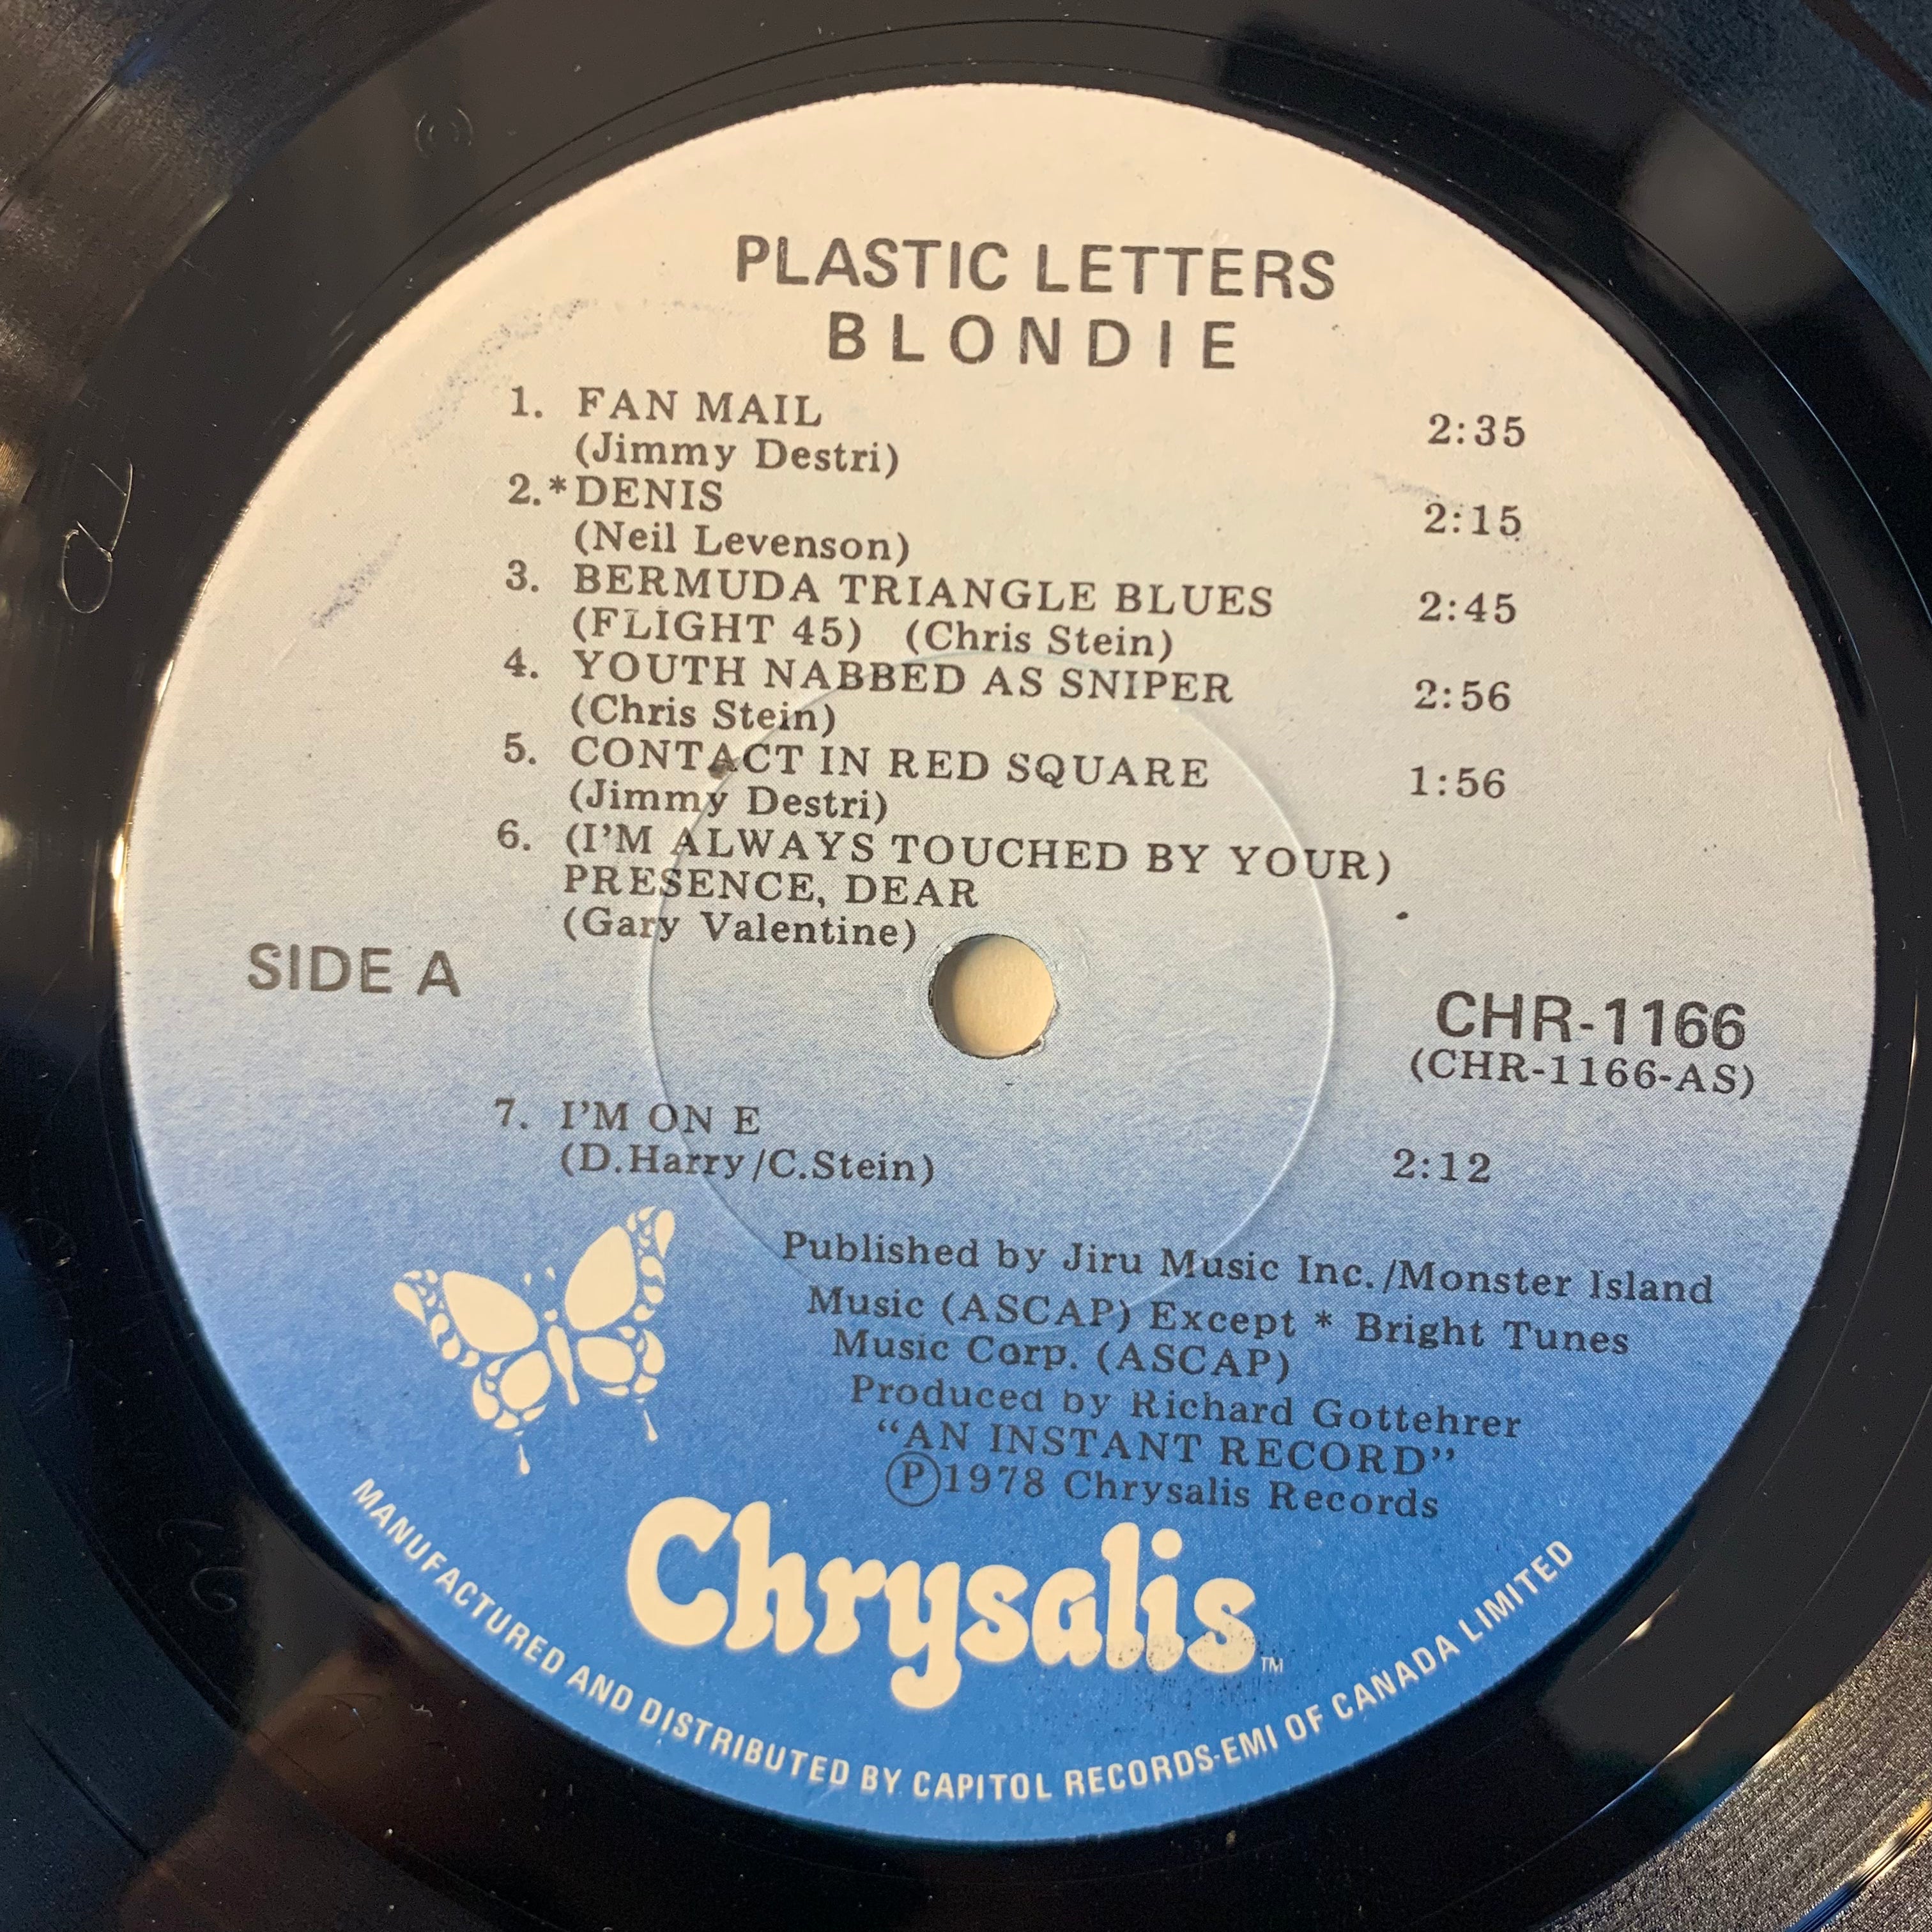 PLASTIC LETTERS
BLONDIE
1. FAN MAIL 2:35
(Jimmy Destri)
2.*DENIS 2:15
(Neil Levenson)
3. BERMUDA TRIANGLE BLUES 2:45
(FLIGHT 45) (Chris Stein)
4. YOUTH NABBED AS SNIPER 2:56
(Chris Stein)
5. CONTACT IN RED SQUARE 1:56
(Jimmy Destri)
6. (I'M ALWAYS TOUCHED BY YOUR)
PRESENCE, DEAR
(Gary Valentine)
SIDE A
CHR-1166
(CHR-1166-AS)
7. I'M ON E
(D.Harry/C.Stein) 2:12
Published by Jiru Music Inc./Monster Island
Music (ASCAP) Except * Bright Tunes
Music Corp. (ASCAP)
Produced by Richard Gottehrer
"AN INSTANT RECORD"
Ⓟ1978 Chrysalis Records
Chrysalis™
MANUFACTURED AND DISTRIBUTED BY CAPITOL RECORDS-EMI OF CANADA LIMITED